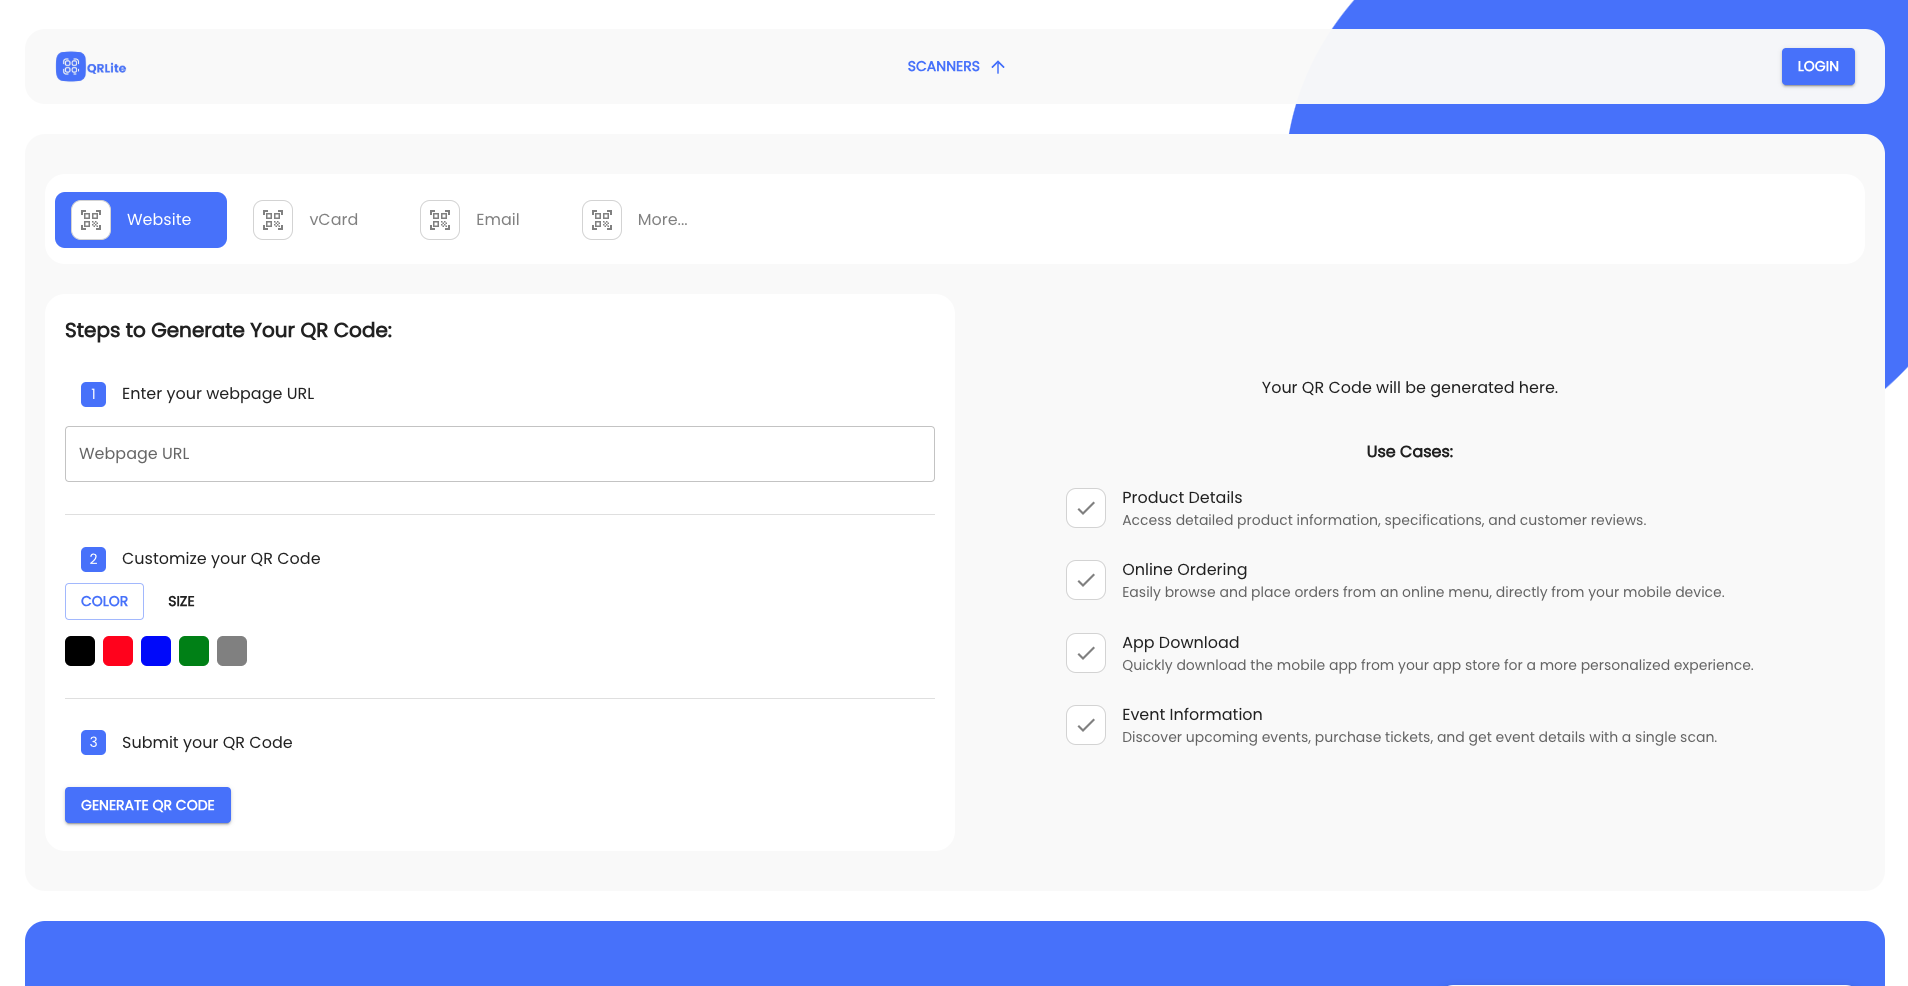 QRLite
SCANNERS
LOGIN
Website
vCard
Email
More...
Steps to Generate Your QR Code:
1 Enter your webpage URL
Webpage URL
2 Customize your QR Code
COLOR SIZE
3 Submit your QR Code
GENERATE QR CODE
Your QR Code will be generated here.
Use Cases:
Product Details
Access detailed product information, specifications, and customer reviews.
Online Ordering
Easily browse and place orders from an online menu, directly from your mobile device.
App Download
Quickly download the mobile app from your app store for a more personalized experience.
Event Information
Discover upcoming events, purchase tickets, and get event details with a single scan.